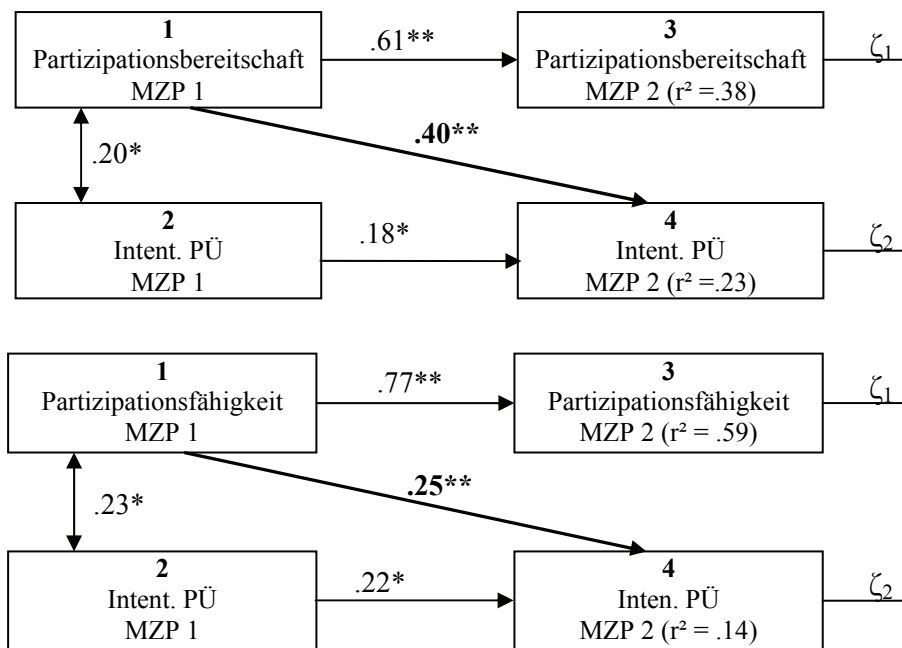 1
Partizipationsbereitschaft
MZP 1
.61**
3
Partizipationsbereitschaft
MZP 2 (r² =.38)
ζ1
.20*
.40**
2
Intent. PÜ
MZP 1
.18*
4
Intent. PÜ
MZP 2 (r² =.23)
ζ2
1
Partizipationsfähigkeit
MZP 1
.77**
3
Partizipationsfähigkeit
MZP 2 (r² = .59)
ζ1
.23*
.25**
2
Intent. PÜ
MZP 1
.22*
4
Inten. PÜ
MZP 2 (r² = .14)
ζ2